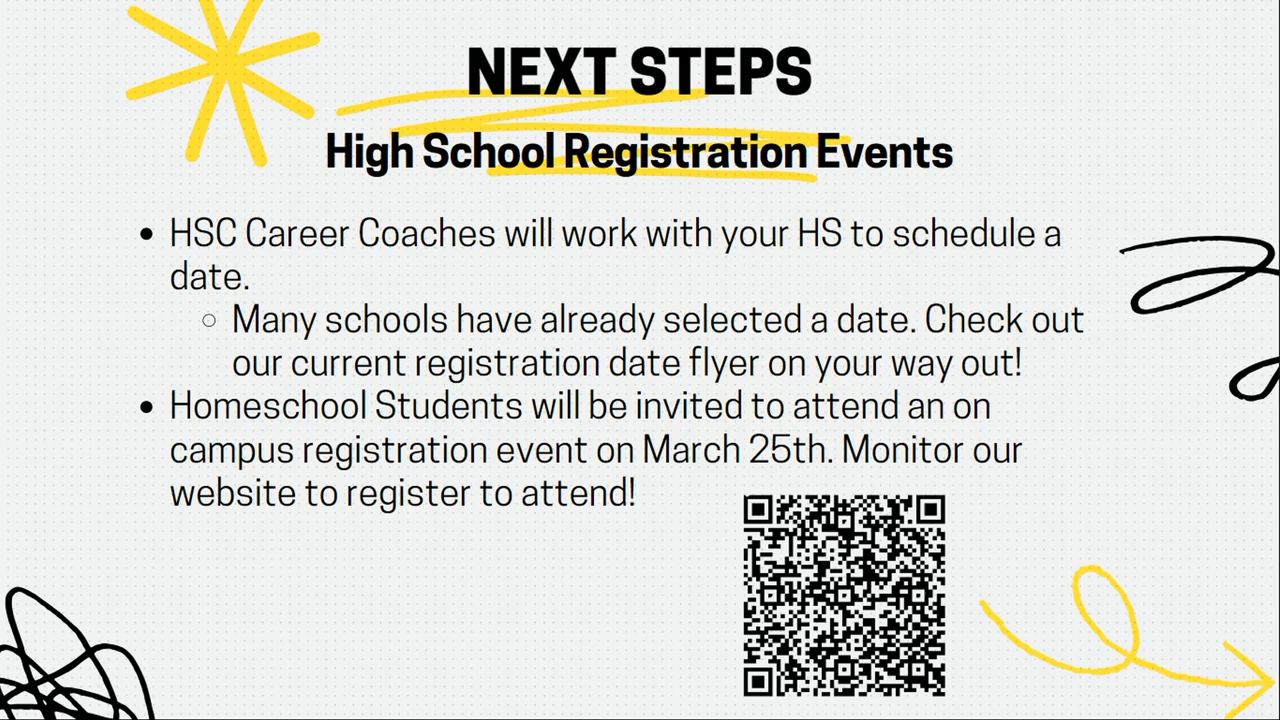 NEXT STEPS
High School Registration Events
• HSC Career Coaches will work with your HS to schedule a
date.
○ Many schools have already selected a date. Check out
our current registration date flyer on your way out!
• Homeschool Students will be invited to attend an on
campus registration event on March 25th. Monitor our
website to register to attend!